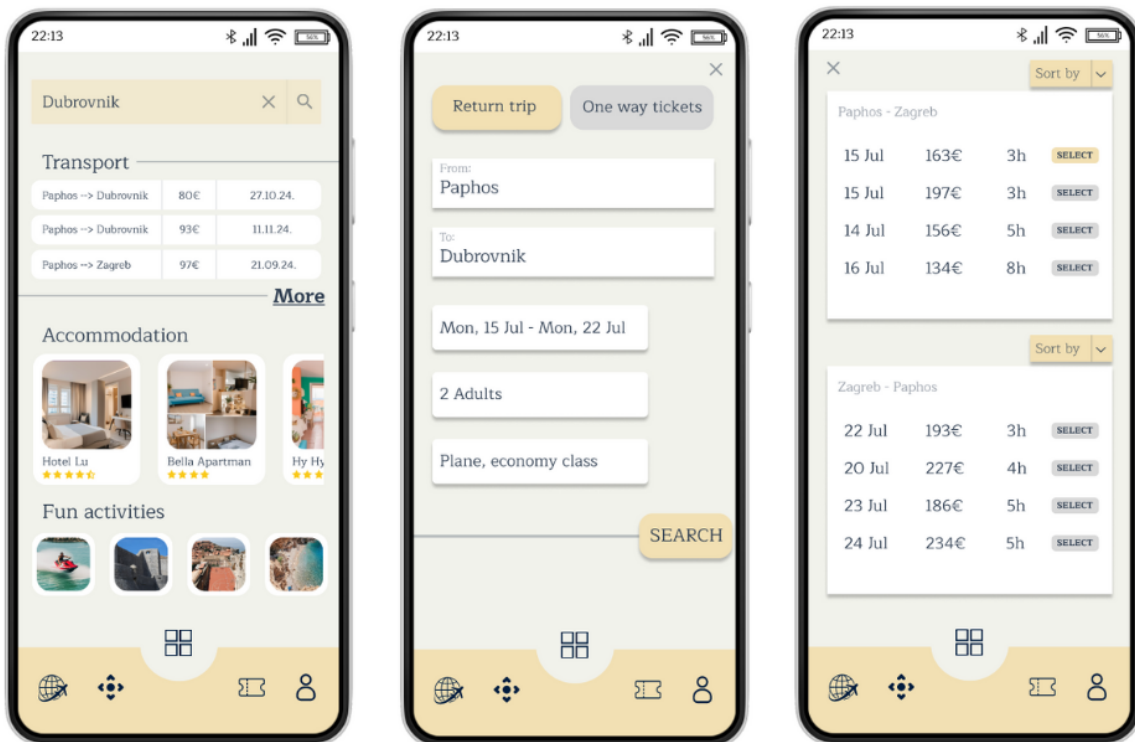 22:13
56%
Dubrovnik
Transport
Paphos --> Dubrovnik 80€ 27.10.24.
Paphos --> Dubrovnik 93€ 11.11.24.
Paphos --> Zagreb 97€ 21.09.24.
More
Accommodation
Hotel Lu
Bella Apartman
Hy Hy
Fun activities
22:13
56%
Return trip
One way tickets
From:
Paphos
To:
Dubrovnik
Mon, 15 Jul - Mon, 22 Jul
2 Adults
Plane, economy class
SEARCH
22:13
56%
Sort by
Paphos - Zagreb
15 Jul 163€ 3h SELECT
15 Jul 197€ 3h SELECT
14 Jul 156€ 5h SELECT
16 Jul 134€ 8h SELECT
Sort by
Zagreb - Paphos
22 Jul 193€ 3h SELECT
20 Jul 227€ 4h SELECT
23 Jul 186€ 5h SELECT
24 Jul 234€ 5h SELECT